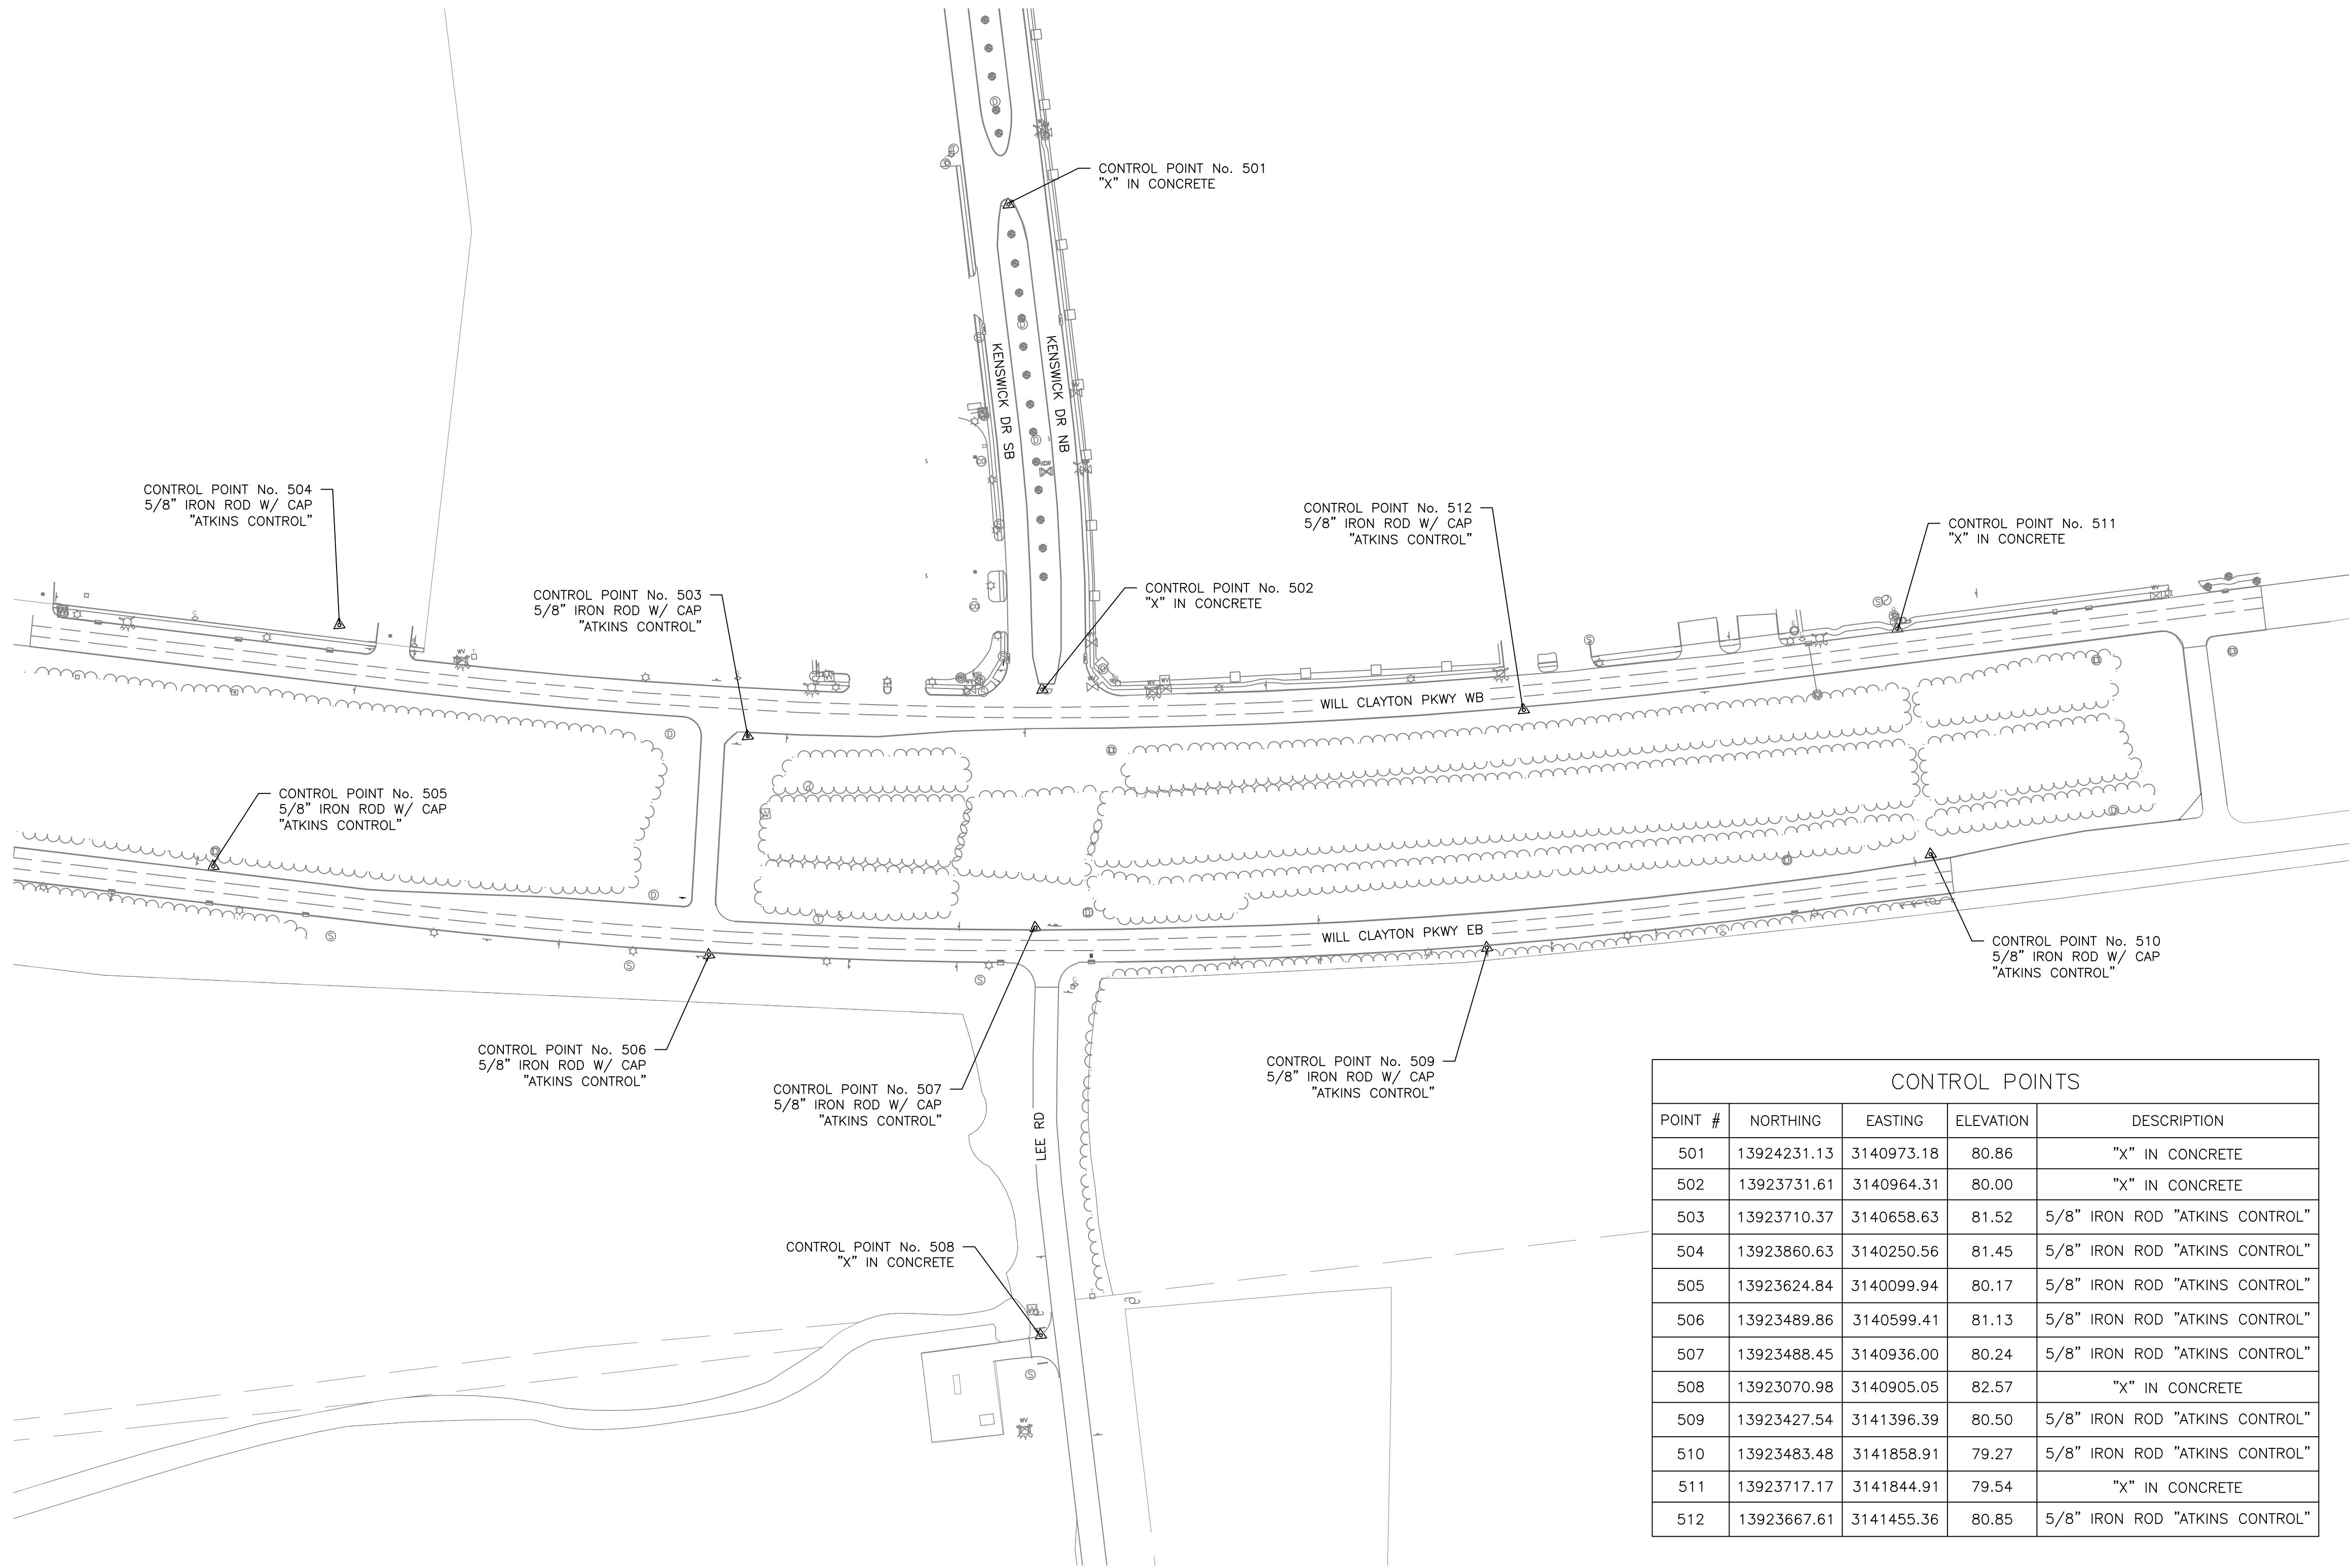 CONTROL POINT No. 501
"X" IN CONCRETE
KENSWICK DR SB
KENSWICK DR NB
CONTROL POINT No. 504
5/8" IRON ROD W/ CAP
"ATKINS CONTROL"
CONTROL POINT No. 512
5/8" IRON ROD W/ CAP
"ATKINS CONTROL"
CONTROL POINT No. 511
"X" IN CONCRETE
CONTROL POINT No. 503
5/8" IRON ROD W/ CAP
"ATKINS CONTROL"
CONTROL POINT No. 502
"X" IN CONCRETE
WILL CLAYTON PKWY WB
CONTROL POINT No. 505
5/8" IRON ROD W/ CAP
"ATKINS CONTROL"
WILL CLAYTON PKWY EB
CONTROL POINT No. 510
5/8" IRON ROD W/ CAP
"ATKINS CONTROL"
CONTROL POINT No. 506
5/8" IRON ROD W/ CAP
"ATKINS CONTROL"
CONTROL POINT No. 507
5/8" IRON ROD W/ CAP
"ATKINS CONTROL"
CONTROL POINT No. 509
5/8" IRON ROD W/ CAP
"ATKINS CONTROL"
LEE RD
CONTROL POINT No. 508
"X" IN CONCRETE
CONTROL POINTS
POINT # NORTHING EASTING ELEVATION DESCRIPTION
501 13924231.13 3140973.18 80.86 "X" IN CONCRETE
502 13923731.61 3140964.31 80.00 "X" IN CONCRETE
503 13923710.37 3140658.63 81.52 5/8" IRON ROD "ATKINS CONTROL"
504 13923860.63 3140250.56 81.45 5/8" IRON ROD "ATKINS CONTROL"
505 13923624.84 3140099.94 80.17 5/8" IRON ROD "ATKINS CONTROL"
506 13923489.86 3140599.41 81.13 5/8" IRON ROD "ATKINS CONTROL"
507 13923488.45 3140936.00 80.24 5/8" IRON ROD "ATKINS CONTROL"
508 13923070.98 3140905.05 82.57 "X" IN CONCRETE
509 13923427.54 3141396.39 80.50 5/8" IRON ROD "ATKINS CONTROL"
510 13923483.48 3141858.91 79.27 5/8" IRON ROD "ATKINS CONTROL"
511 13923717.17 3141844.91 79.54 "X" IN CONCRETE
512 13923667.61 3141455.36 80.85 5/8" IRON ROD "ATKINS CONTROL"